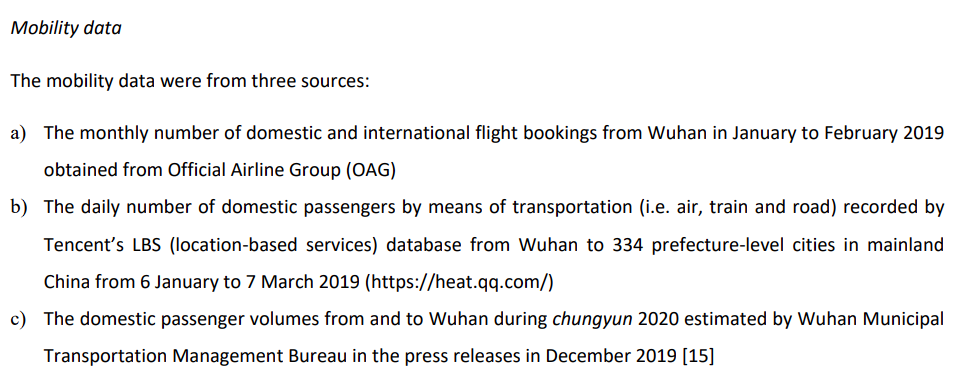 Mobility data
The mobility data were from three sources:
a) The monthly number of domestic and international flight bookings from Wuhan in January to February 2019
obtained from Official Airline Group (OAG)
b) The daily number of domestic passengers by means of transportation (i.e. air, train and road) recorded by
Tencent’s LBS (location-based services) database from Wuhan to 334 prefecture-level cities in mainland
China from 6 January to 7 March 2019 (https://heat.qq.com/)
c) The domestic passenger volumes from and to Wuhan during chungyun 2020 estimated by Wuhan Municipal
Transportation Management Bureau in the press releases in December 2019 [15]